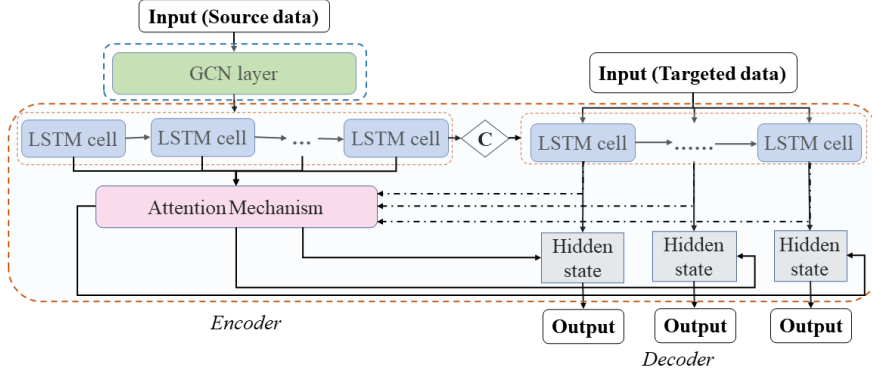 Input (Source data)
GCN layer
Input (Targeted data)
LSTM cell
LSTM cell
...
LSTM cell
C
LSTM cell
......
LSTM cell
Attention Mechanism
Hidden
state
Hidden
state
Hidden
state
Encoder
Output
Output
Output
Decoder